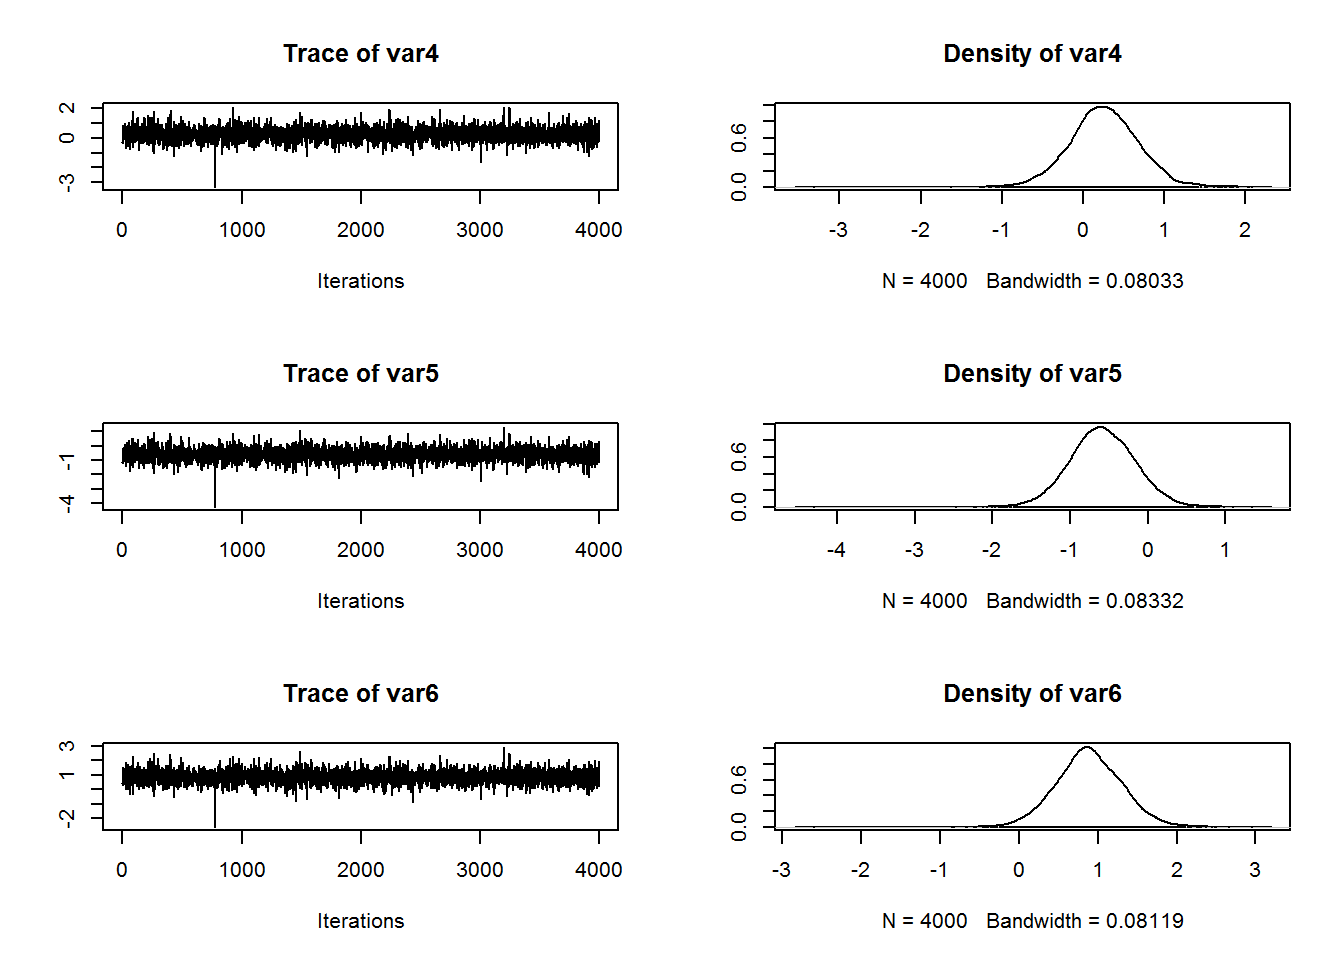 Trace of var4
2
0
-3
0 1000 2000 3000 4000
Iterations
Density of var4
0.6
0.0
-3 -2 -1 0 1 2
N = 4000 Bandwidth = 0.08033
Trace of var5
-1
-4
0 1000 2000 3000 4000
Iterations
Density of var5
0.6
0.0
-4 -3 -2 -1 0 1
N = 4000 Bandwidth = 0.08332
Trace of var6
3
1
-2
0 1000 2000 3000 4000
Iterations
Density of var6
0.6
0.0
-3 -2 -1 0 1 2 3
N = 4000 Bandwidth = 0.08119